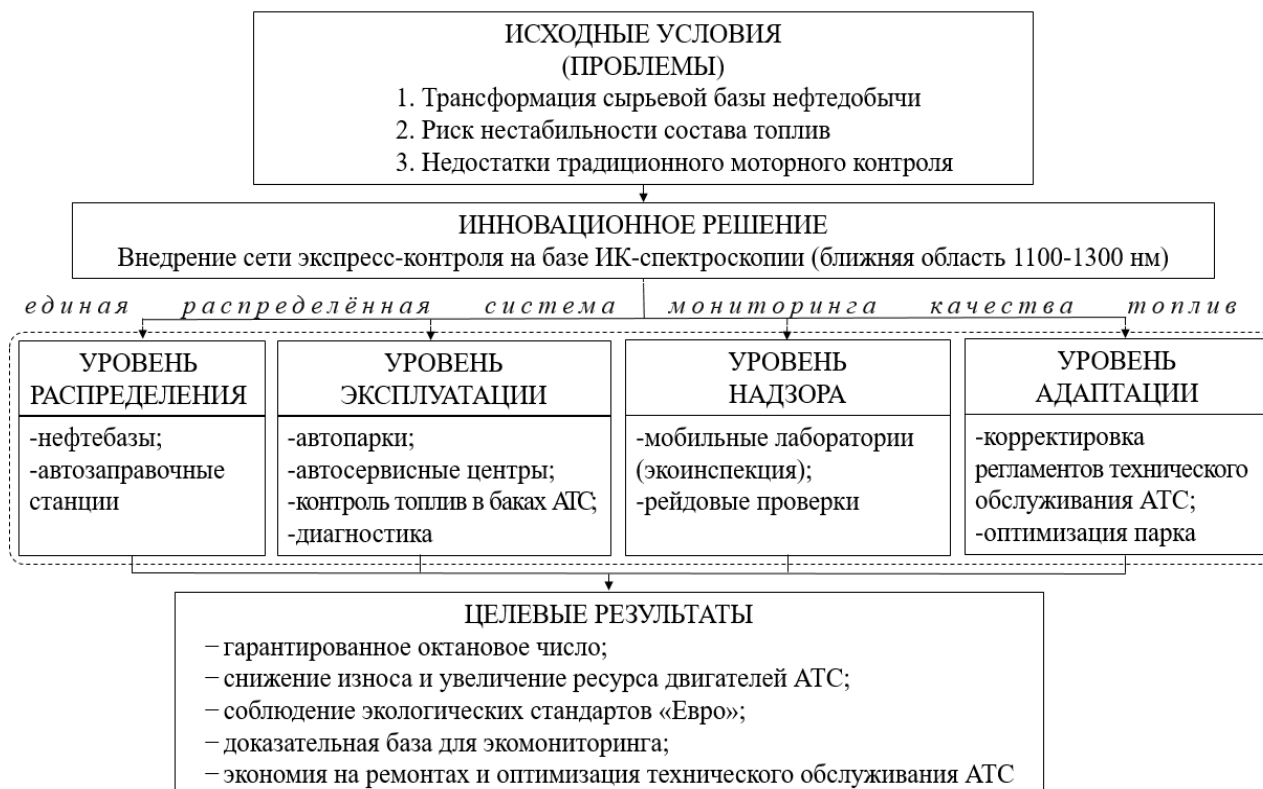 ИСХОДНЫЕ УСЛОВИЯ
(ПРОБЛЕМЫ)
1. Трансформация сырьевой базы нефтедобычи
2. Риск нестабильности состава топлив
3. Недостатки традиционного моторного контроля
ИННОВАЦИОННОЕ РЕШЕНИЕ
Внедрение сети экспресс-контроля на базе ИК-спектроскопии (ближняя область 1100-1300 нм)
единая распределённая система мониторинга качества топлив
УРОВЕНЬ
РАСПРЕДЕЛЕНИЯ
-нефтебазы;
-автозаправочные
станции
УРОВЕНЬ
ЭКСПЛУАТАЦИИ
-автопарки;
-автосервисные центры;
-контроль топлив в баках АТС;
-диагностика
УРОВЕНЬ
НАДЗОРА
-мобильные лаборатории
(экоинспекция);
-рейдовые проверки
УРОВЕНЬ
АДАПТАЦИИ
-корректировка
регламентов технического
обслуживания АТС;
-оптимизация парка
ЦЕЛЕВЫЕ РЕЗУЛЬТАТЫ
− гарантированное октановое число;
− снижение износа и увеличение ресурса двигателей АТС;
− соблюдение экологических стандартов «Евро»;
− доказательная база для экомониторинга;
− экономия на ремонтах и оптимизация технического обслуживания АТС